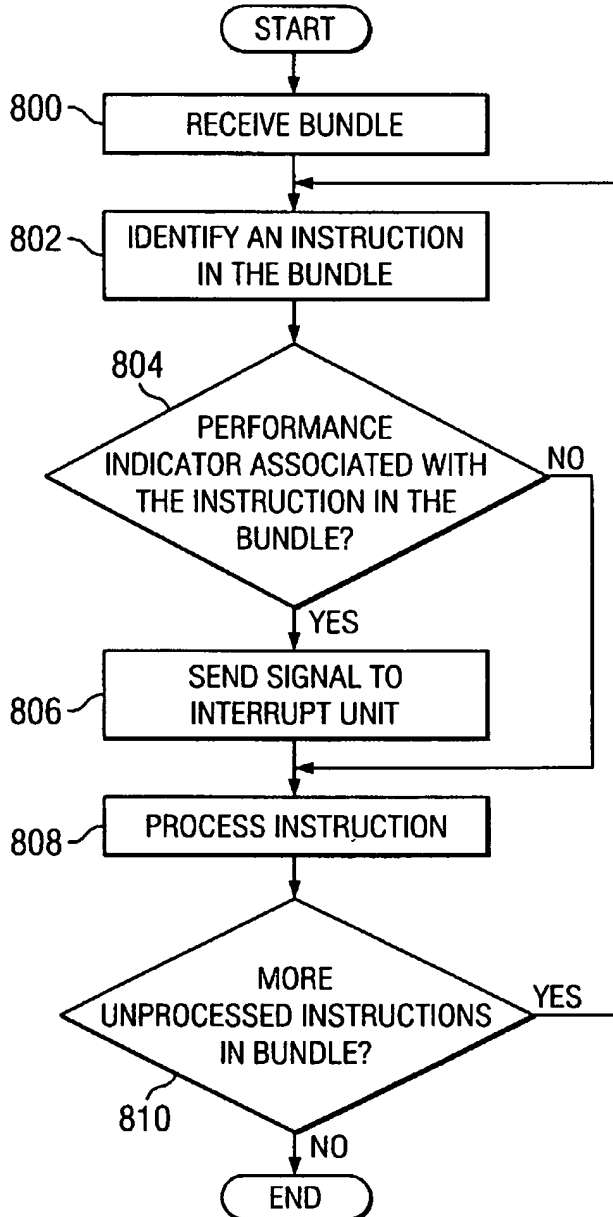 START
800
RECEIVE BUNDLE
802
IDENTIFY AN INSTRUCTION
IN THE BUNDLE
804
PERFORMANCE
INDICATOR ASSOCIATED WITH
THE INSTRUCTION IN THE
BUNDLE?
NO
YES
806
SEND SIGNAL TO
INTERRUPT UNIT
808
PROCESS INSTRUCTION
MORE
UNPROCESSED INSTRUCTIONS
IN BUNDLE?
YES
810
NO
END